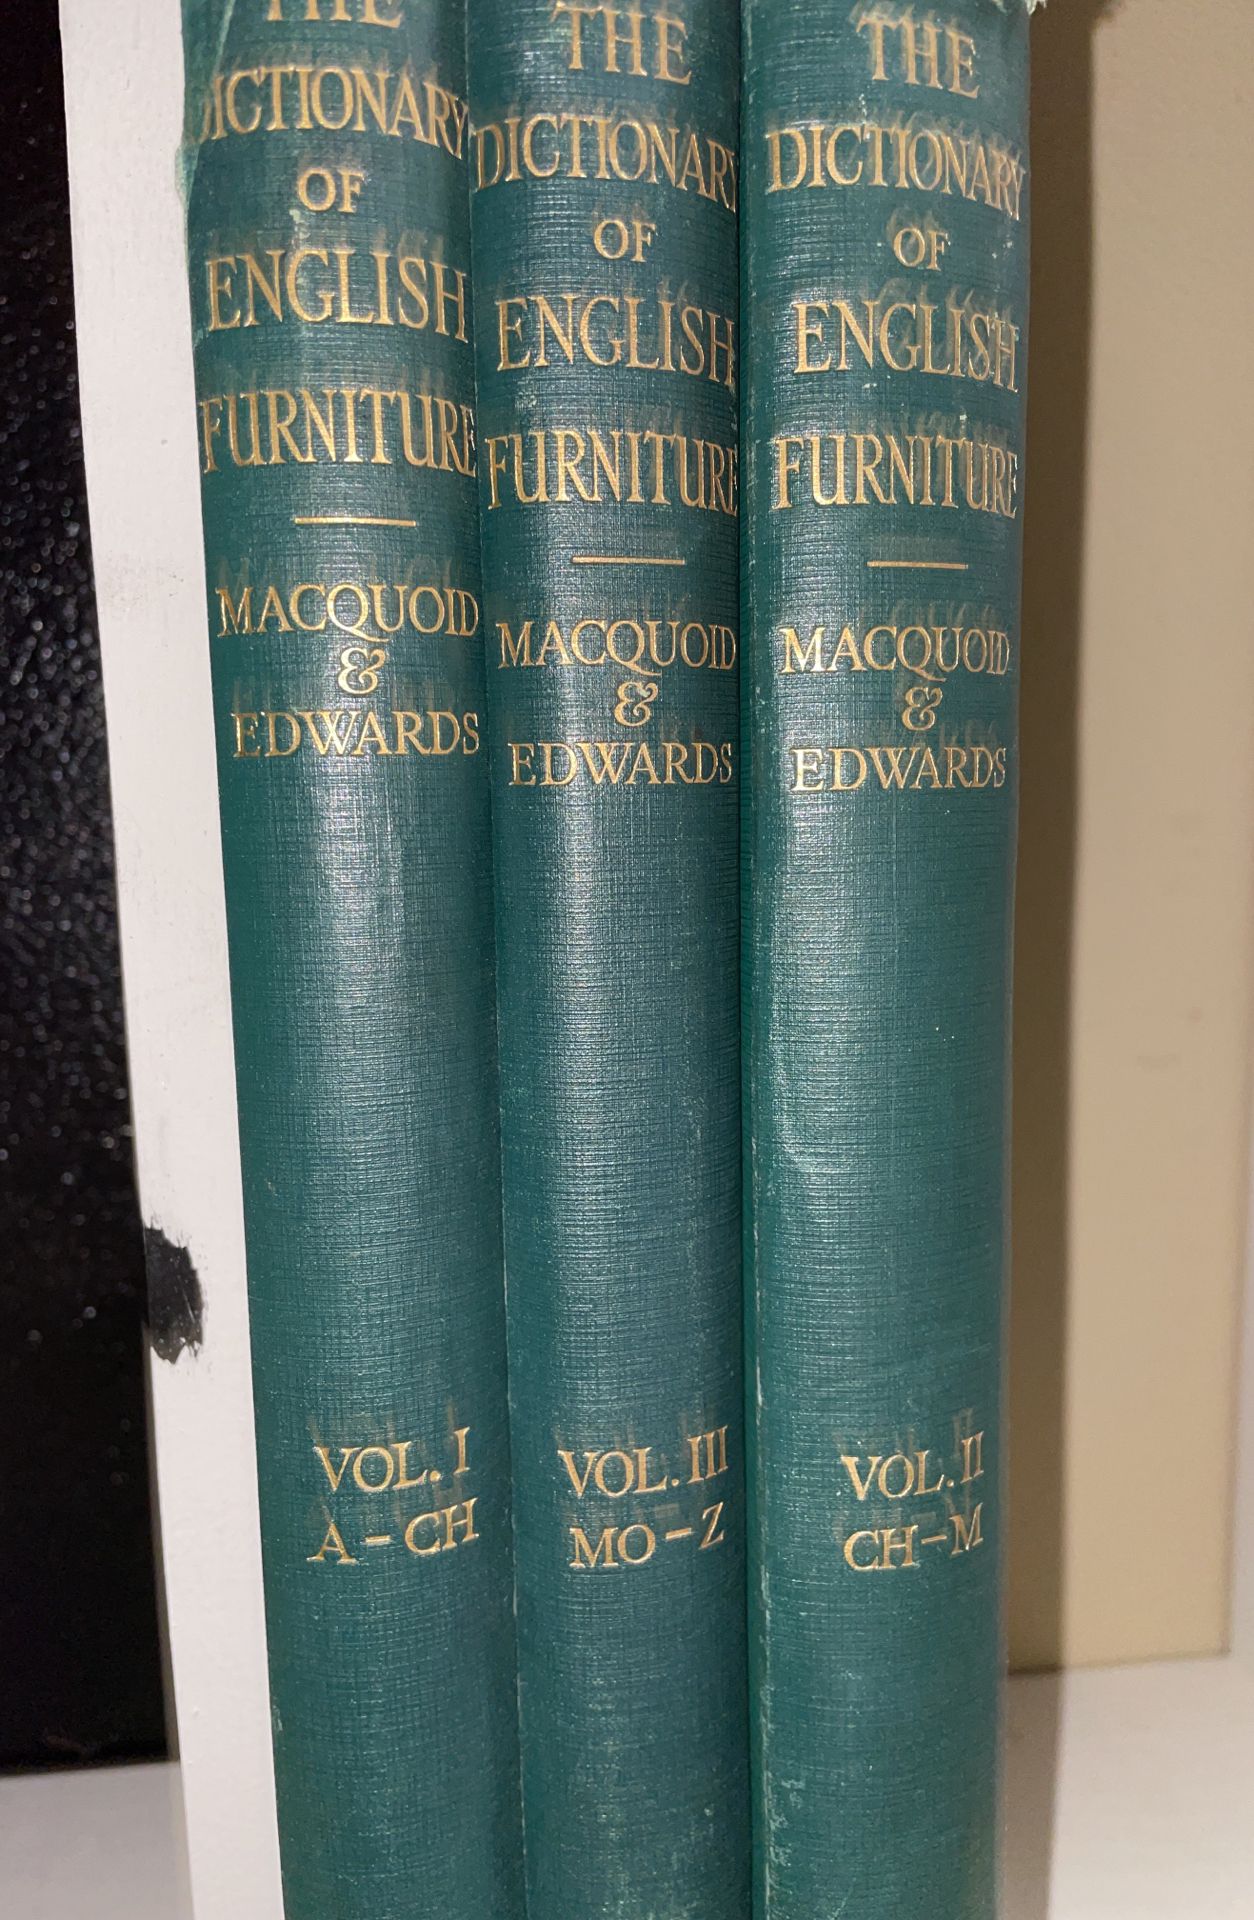 THE
DICTIONARY
OF
ENGLISH
FURNITURE
MACQUOID
&
EDWARDS
VOL. I
A-CH
THE
DICTIONARY
OF
ENGLISH
FURNITURE
MACQUOID
&
EDWARDS
VOL. III
MO-Z
THE
DICTIONARY
OF
ENGLISH
FURNITURE
MACQUOID
&
EDWARDS
VOL. II
CH-M